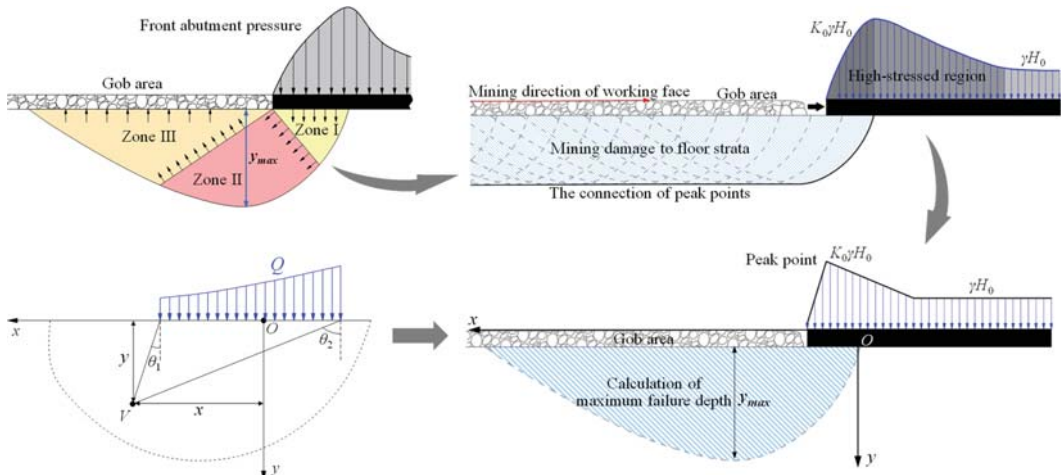 Front abutment pressure
Gob area
Zone III
Zone I
Zone II
y_max
K₀γH₀
γH₀
High-stressed region
Mining direction of working face
Gob area
Mining damage to floor strata
The connection of peak points
Q
x
O
θ₁
θ₂
y
x
V
y
Peak point
K₀γH₀
γH₀
x
Gob area
O
Calculation of
maximum failure depth
y_max
y